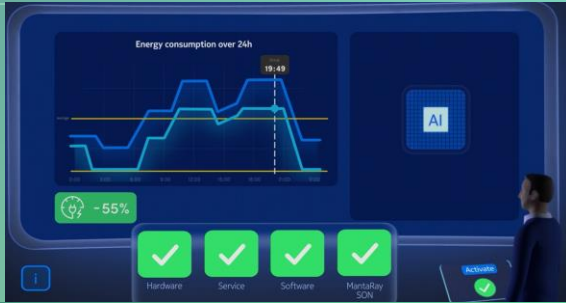 Energy consumption over 24h
19:49
AI
-55%
Hardware
Service
Software
MantaRay
SON
Activate
i